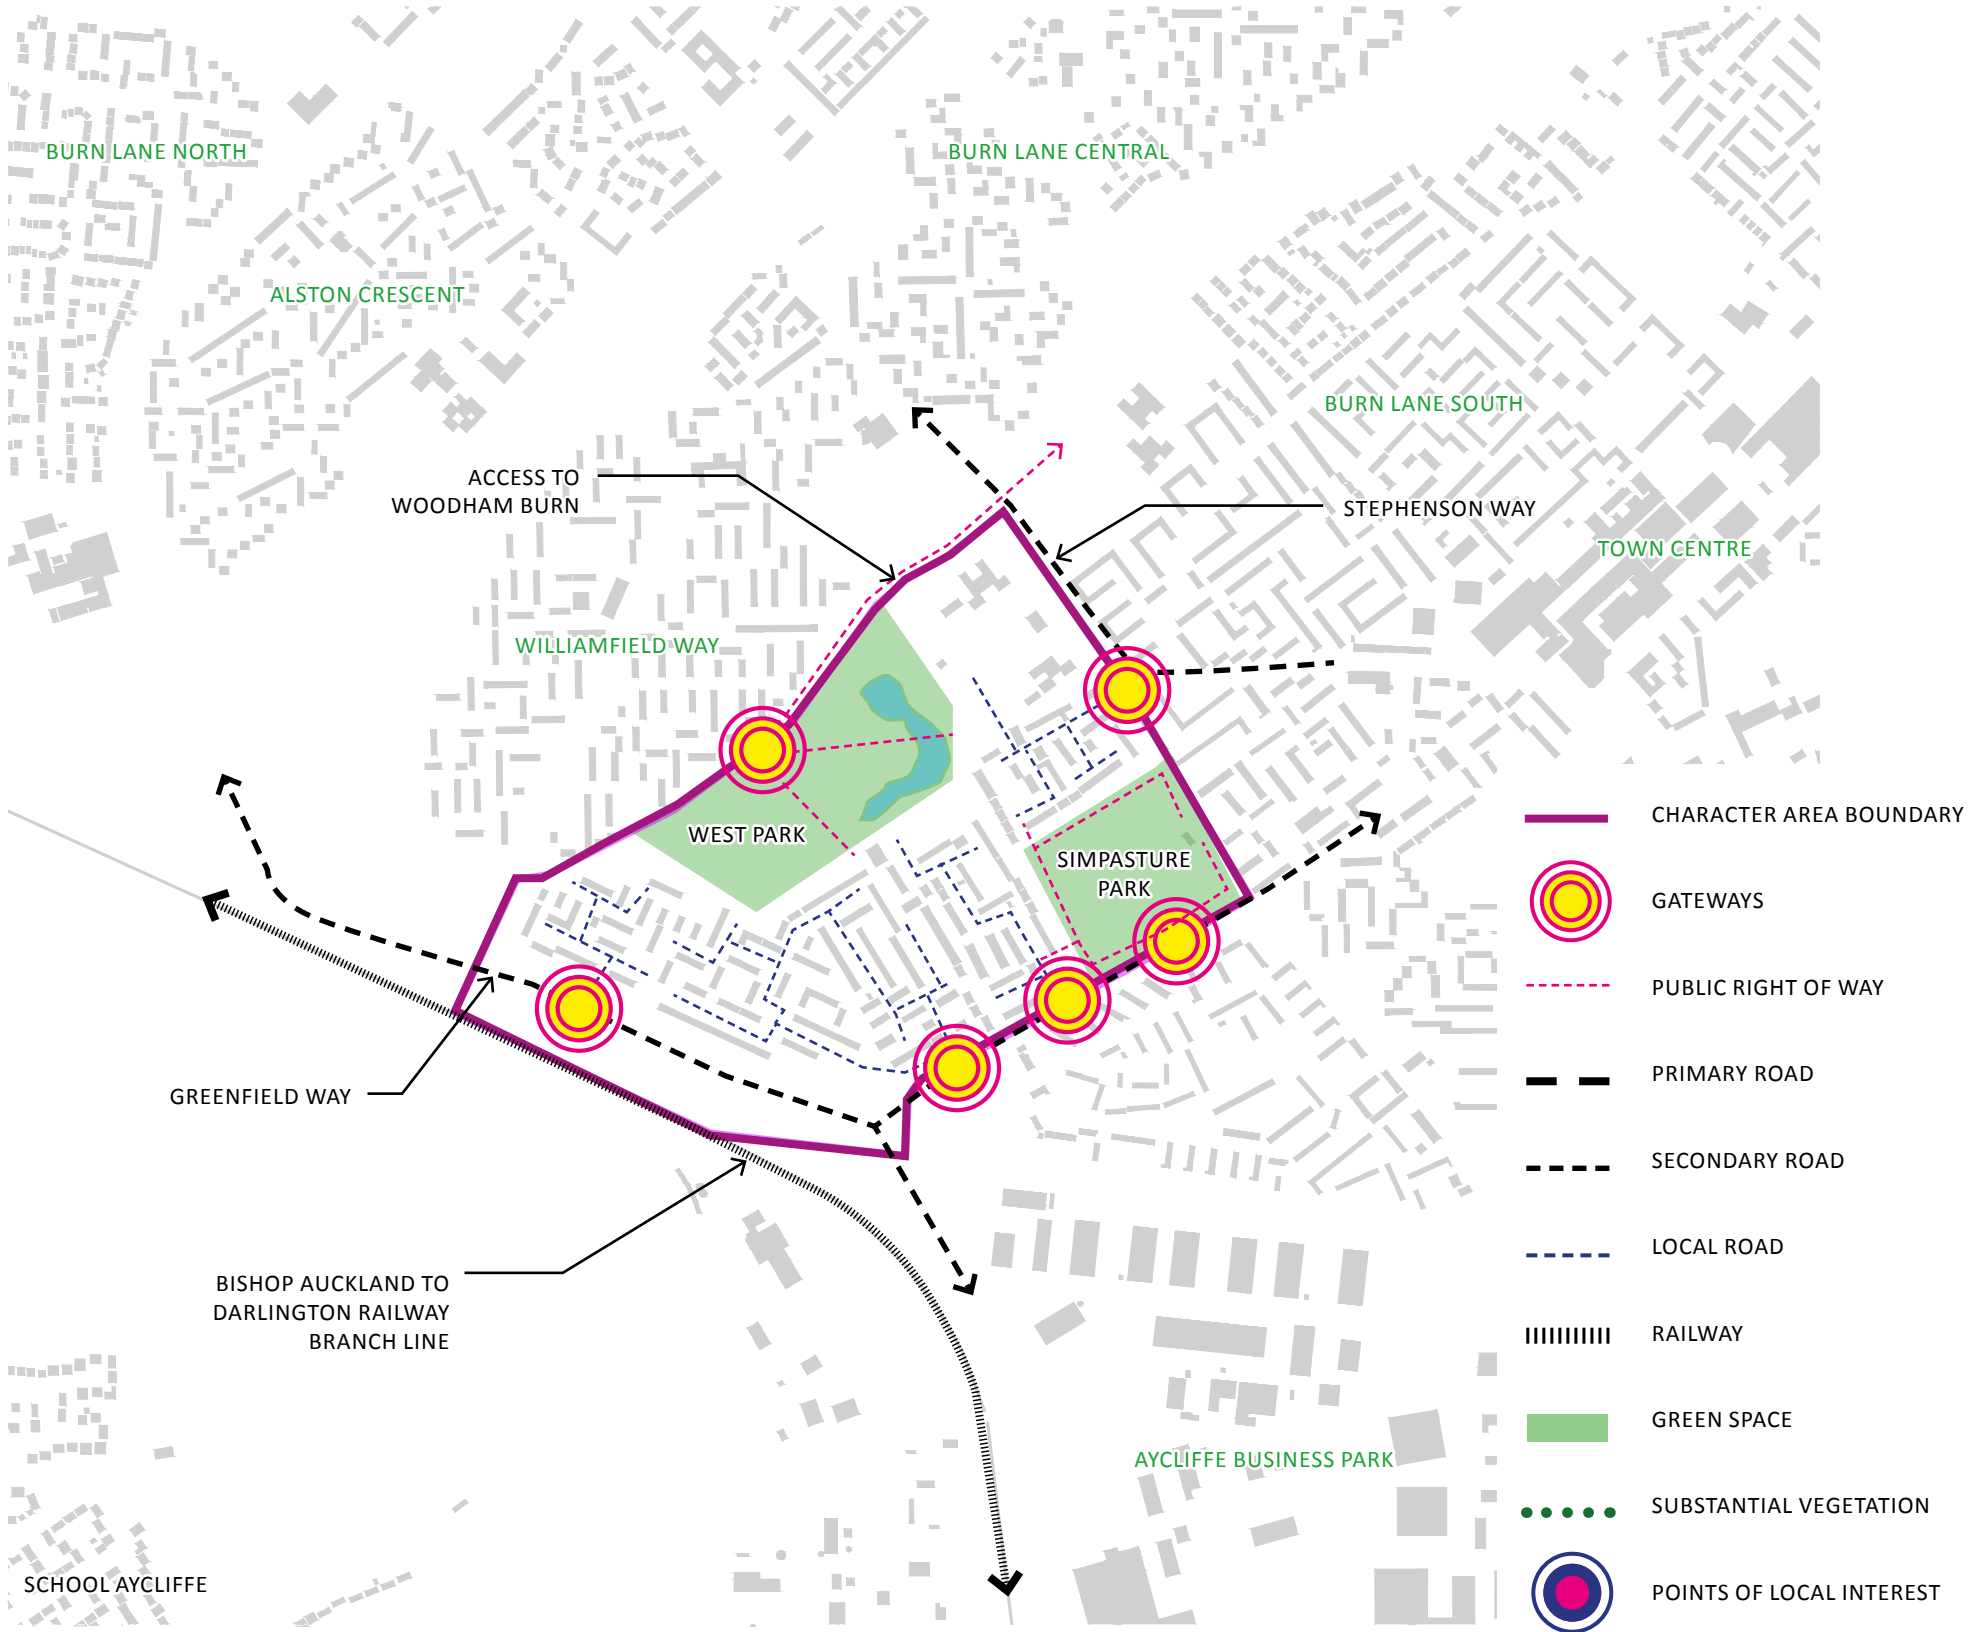 BURN LANE NORTH
BURN LANE CENTRAL
ALSTON CRESCENT
BURN LANE SOUTH
ACCESS TO
WOODHAM BURN
STEPHENSON WAY
TOWN CENTRE
WILLIAMFIELD WAY
WEST PARK
SIMPASTURE
PARK
GREENFIELD WAY
BISHOP AUCKLAND TO
DARLINGTON RAILWAY
BRANCH LINE
AYCLIFFE BUSINESS PARK
SCHOOL AYCLIFFE
CHARACTER AREA BOUNDARY
GATEWAYS
PUBLIC RIGHT OF WAY
PRIMARY ROAD
SECONDARY ROAD
LOCAL ROAD
RAILWAY
GREEN SPACE
SUBSTANTIAL VEGETATION
POINTS OF LOCAL INTEREST